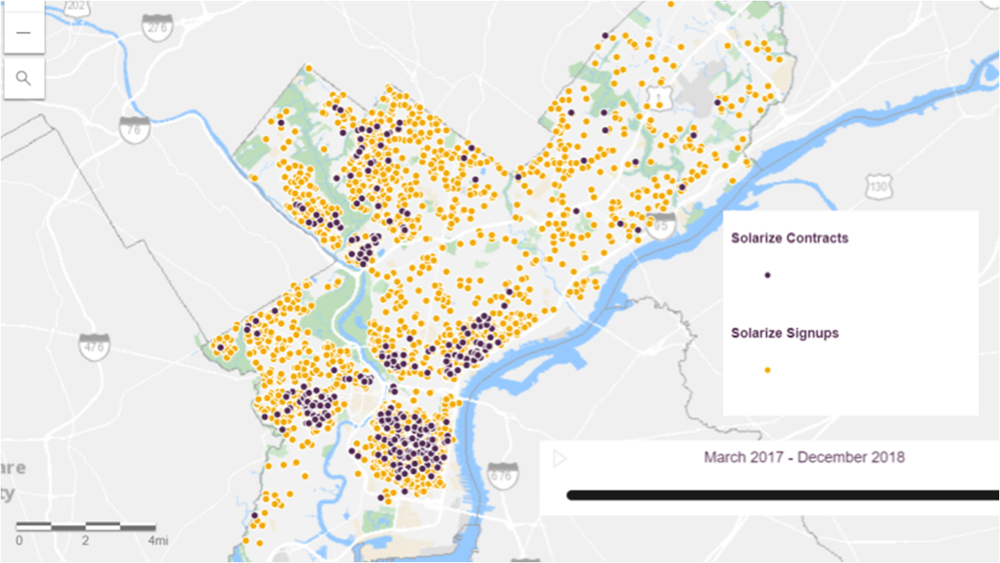 202
276
1
76
130
95
Solarize Contracts
Solarize Signups
476
March 2017 - December 2018
are
676
ty
0 2 4mi